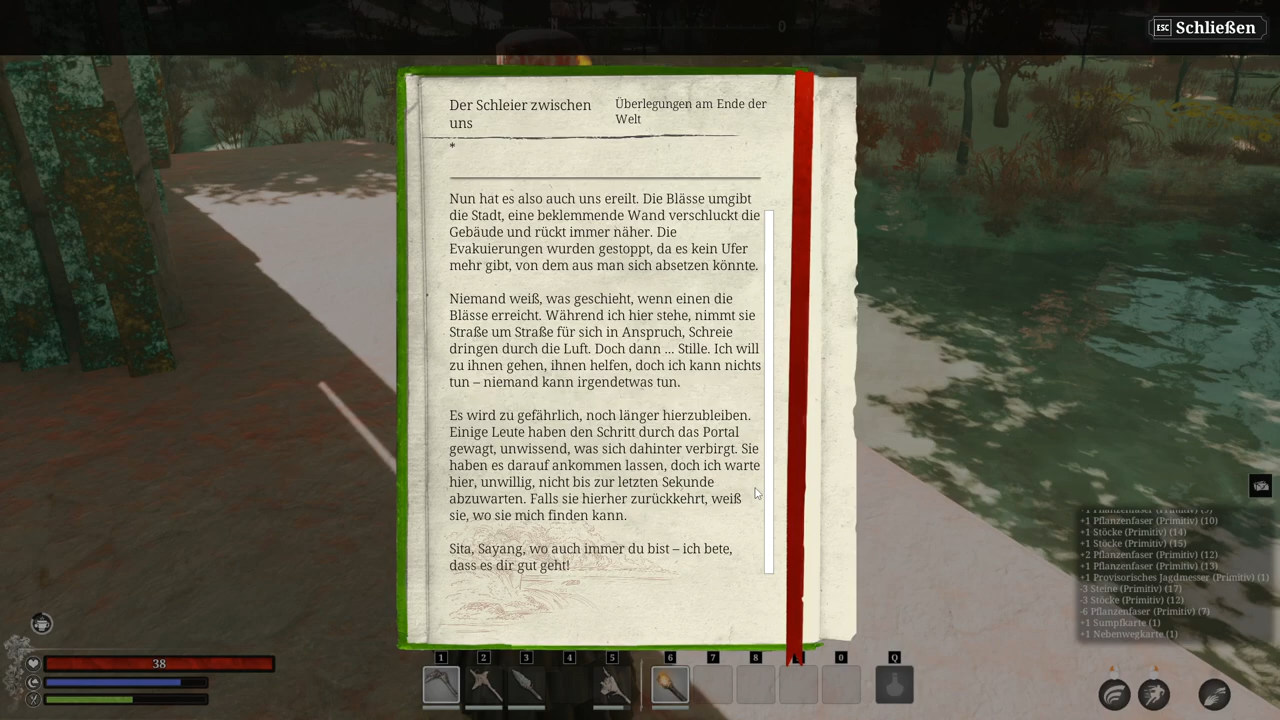 0
ESC Schließen
Der Schleier zwischen
uns
Überlegungen am Ende der
Welt
*
Nun hat es also auch uns ereilt. Die Blässe umgibt
die Stadt, eine beklemmende Wand verschluckt die
Gebäude und rückt immer näher. Die
Evakuierungen wurden gestoppt, da es kein Ufer
mehr gibt, von dem aus man sich absetzen könnte.
Niemand weiß, was geschieht, wenn einen die
Blässe erreicht. Während ich hier stehe, nimmt sie
Straße um Straße für sich in Anspruch, Schreie
dringen durch die Luft. Doch dann ... Stille. Ich will
zu ihnen gehen, ihnen helfen, doch ich kann nichts
tun – niemand kann irgendetwas tun.
Es wird zu gefährlich, noch länger hierzubleiben.
Einige Leute haben den Schritt durch das Portal
gewagt, unwissend, was sich dahinter verbirgt. Sie
haben es darauf ankommen lassen, doch ich warte
hier, unwillig, nicht bis zur letzten Sekunde
abzuwarten. Falls sie hierher zurückkehrt, weiß
sie, wo sie mich finden kann.
Sita, Sayang, wo auch immer du bist – ich bete,
dass es dir gut geht!
+1 Pflanzenfaser (Primitiv) (9)
+1 Pflanzenfaser (Primitiv) (10)
+1 Stöcke (Primitiv) (14)
+1 Stöcke (Primitiv) (15)
+2 Pflanzenfaser (Primitiv) (12)
+1 Pflanzenfaser (Primitiv) (13)
+1 Provisorisches Jagdmesser (Primitiv) (1)
-3 Steine (Primitiv) (17)
-3 Stöcke (Primitiv) (12)
-6 Pflanzenfaser (Primitiv) (7)
+1 Sumpfkarte (1)
+1 Nebenwegkarte (1)
38
1 2 3 4 5 6 7 8 0 Q